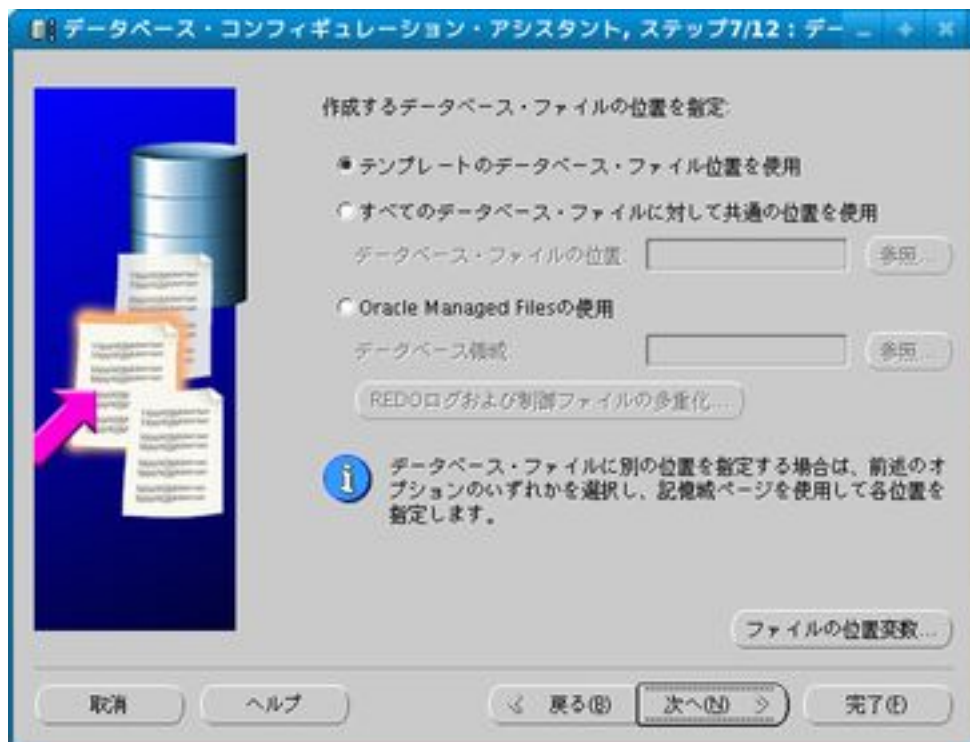 データベース・コンフィギュレーション・アシスタント, ステップ7/12 : デー
作成するデータベース・ファイルの位置を指定:
テンプレートのデータベース・ファイル位置を使用
すべてのデータベース・ファイルに対して共通の位置を使用
データベース・ファイルの位置:
参照...
Oracle Managed Filesの使用
データベース領域:
参照...
REDOログおよび制御ファイルの多重化...
データベース・ファイルに別の位置を指定する場合は、前述のオ
プションのいずれかを選択し、記憶域ページを使用して各位置を
指定します。
ファイルの位置変数...
取消
ヘルプ
戻る(B)
次へ(N)
完了(F)